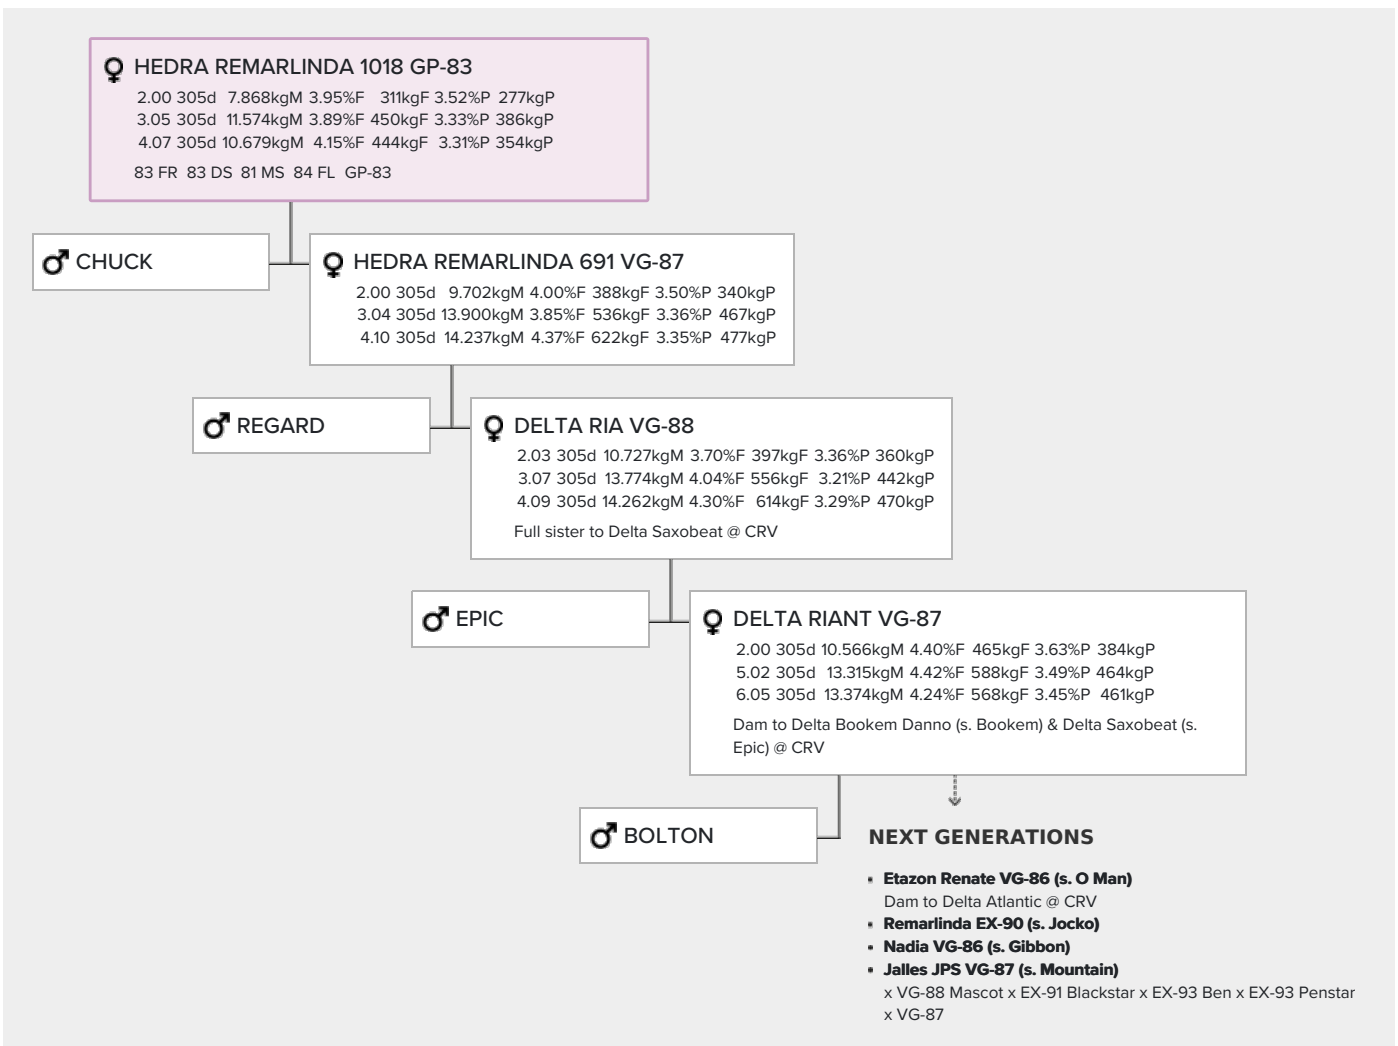 HEDRA REMARLINDA 1018 GP-83
2.00 305d 7.868kgM 3.95%F 311kgF 3.52%P 277kgP
3.05 305d 11.574kgM 3.89%F 450kgF 3.33%P 386kgP
4.07 305d 10.679kgM 4.15%F 444kgF 3.31%P 354kgP
83 FR 83 DS 81 MS 84 FL GP-83
CHUCK
HEDRA REMARLINDA 691 VG-87
2.00 305d 9.702kgM 4.00%F 388kgF 3.50%P 340kgP
3.04 305d 13.900kgM 3.85%F 536kgF 3.36%P 467kgP
4.10 305d 14.237kgM 4.37%F 622kgF 3.35%P 477kgP
REGARD
DELTA RIA VG-88
2.03 305d 10.727kgM 3.70%F 397kgF 3.36%P 360kgP
3.07 305d 13.774kgM 4.04%F 556kgF 3.21%P 442kgP
4.09 305d 14.262kgM 4.30%F 614kgF 3.29%P 470kgP
Full sister to Delta Saxobeat @ CRV
EPIC
DELTA RIANT VG-87
2.00 305d 10.566kgM 4.40%F 465kgF 3.63%P 384kgP
5.02 305d 13.315kgM 4.42%F 588kgF 3.49%P 464kgP
6.05 305d 13.374kgM 4.24%F 568kgF 3.45%P 461kgP
Dam to Delta Bookem Danno (s. Bookem) & Delta Saxobeat (s.
Epic) @ CRV
BOLTON
NEXT GENERATIONS
▪ Etazon Renate VG-86 (s. O Man)
Dam to Delta Atlantic @ CRV
▪ Remarlinda EX-90 (s. Jocko)
▪ Nadia VG-86 (s. Gibbon)
▪ Jalles JPS VG-87 (s. Mountain)
x VG-88 Mascot x EX-91 Blackstar x EX-93 Ben x EX-93 Penstar
x VG-87